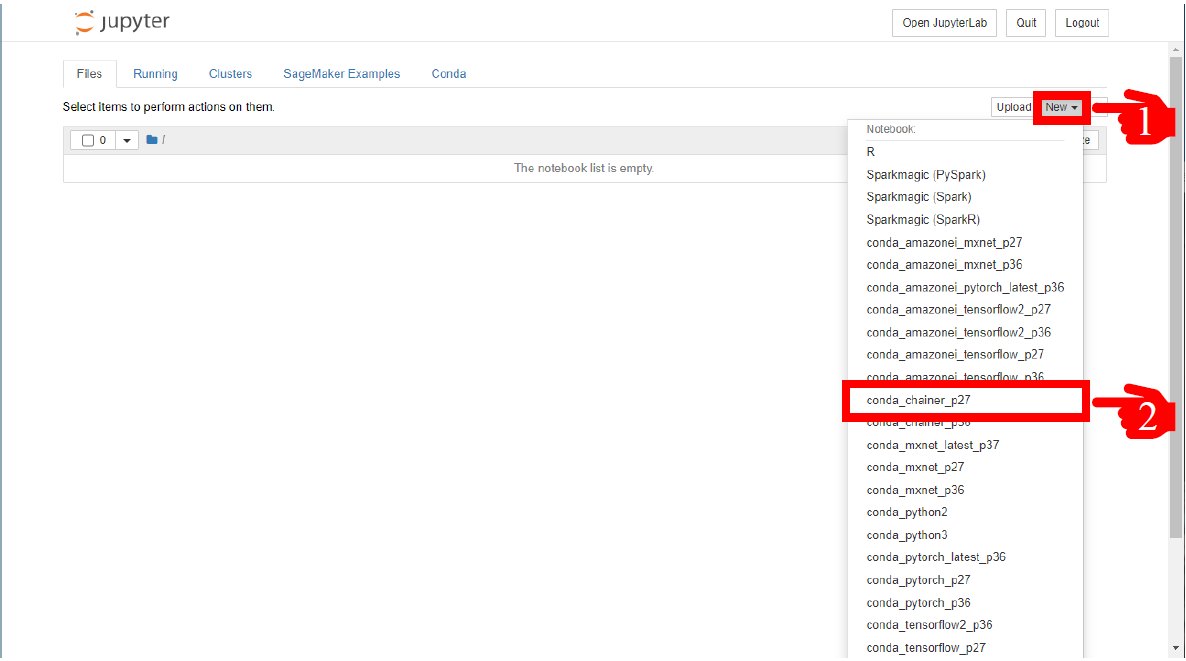 jupyter
Open JupyterLab Quit Logout
Files Running Clusters SageMaker Examples Conda
Select items to perform actions on them.
Upload New
1
0 /
Notebook:
The notebook list is empty.
R
Sparkmagic (PySpark)
Sparkmagic (Spark)
Sparkmagic (SparkR)
conda_amazonei_mxnet_p27
conda_amazonei_mxnet_p36
conda_amazonei_pytorch_latest_p36
conda_amazonei_tensorflow2_p27
conda_amazonei_tensorflow2_p36
conda_amazonei_tensorflow_p27
conda_amazonei_tensorflow_p36
conda_chainer_p27
2
conda_chainer_p36
conda_mxnet_latest_p37
conda_mxnet_p27
conda_mxnet_p36
conda_python2
conda_python3
conda_pytorch_latest_p36
conda_pytorch_p27
conda_pytorch_p36
conda_tensorflow2_p36
conda_tensorflow_p27